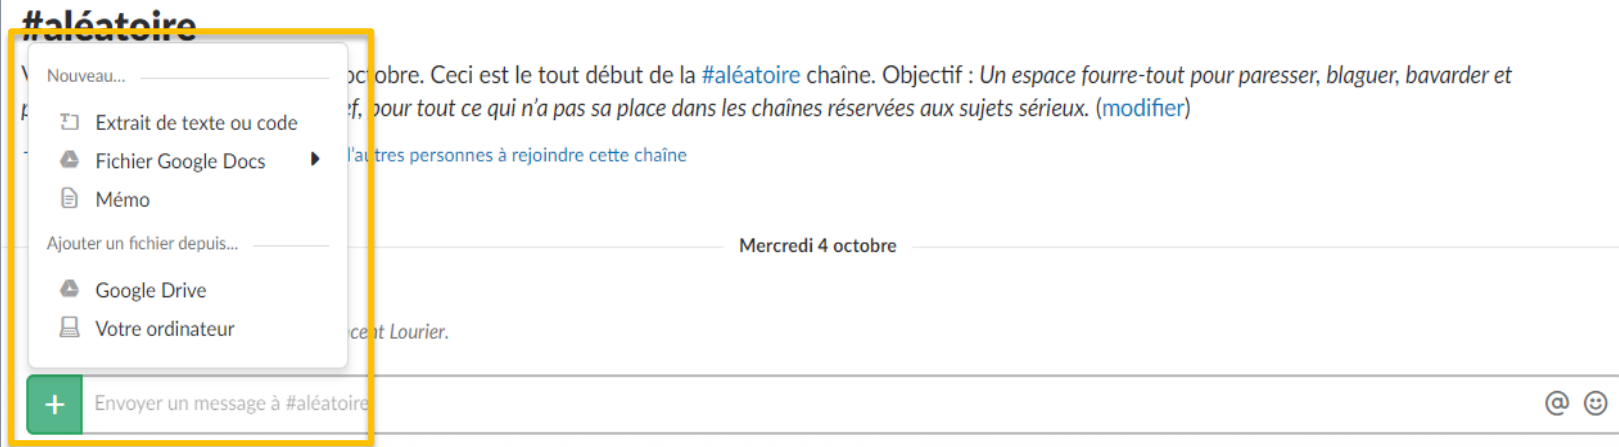 #aléatoire
Nouveau...
octobre. Ceci est le tout début de la #aléatoire chaîne. Objectif : Un espace fourre-tout pour paresser, blaguer, bavarder et
pour tout ce qui n'a pas sa place dans les chaînes réservées aux sujets sérieux. (modifier)
Extrait de texte ou code
Fichier Google Docs
d'autres personnes à rejoindre cette chaîne
Mémo
Ajouter un fichier depuis...
Mercredi 4 octobre
Google Drive
Votre ordinateur
Lourier.
+ Envoyer un message à #aléatoire @